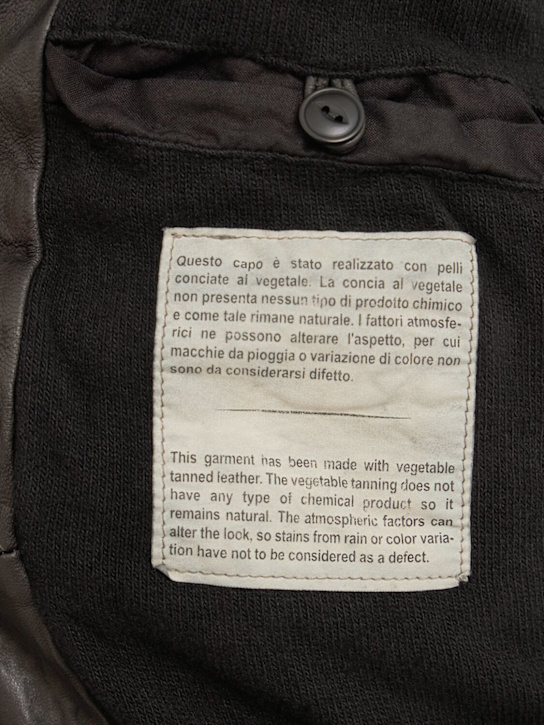 Questo capo è stato realizzato con pelli
conciate al vegetale. La concia al vegetale
non presenta nessun tipo di prodotto chimico
e come tale rimane naturale. I fattori atmosfe-
rici ne possono alterare l'aspetto, per cui
macchie da pioggia o variazione di colore non
sono da considerarsi difetto.
This garment has been made with vegetable
tanned leather. The vegetable tanning does not
have any type of chemical product so it
remains natural. The atmospheric factors can
alter the look, so stains from rain or color varia-
tion have not to be considered as a defect.